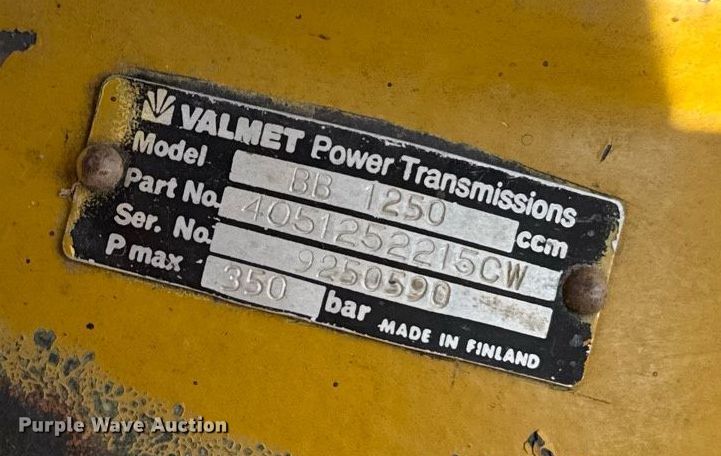 VALMET Power Transmissions
Model BB 1250 ccm
Part No. 4051252215CW
Ser. No. 9250590
P max 350 bar
MADE IN FINLAND
Purple Wave Auction